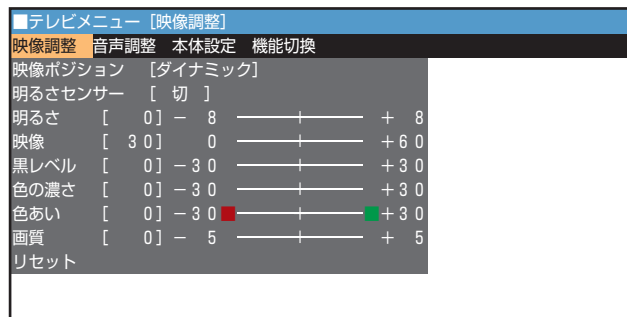 ■テレビメニュー［映像調整］
映像調整 音声調整 本体設定 機能切換
映像ポジション ［ダイナミック］
明るさセンサー ［ 切 ］
明るさ ［ ０］－ ８ ＋ ８
映像 ［ ３０］ ０ ＋６０
黒レベル ［ ０］－３０ ＋３０
色の濃さ ［ ０］－３０ ＋３０
色あい ［ ０］－３０ ＋３０
画質 ［ ０］－ ５ ＋ ５
リセット